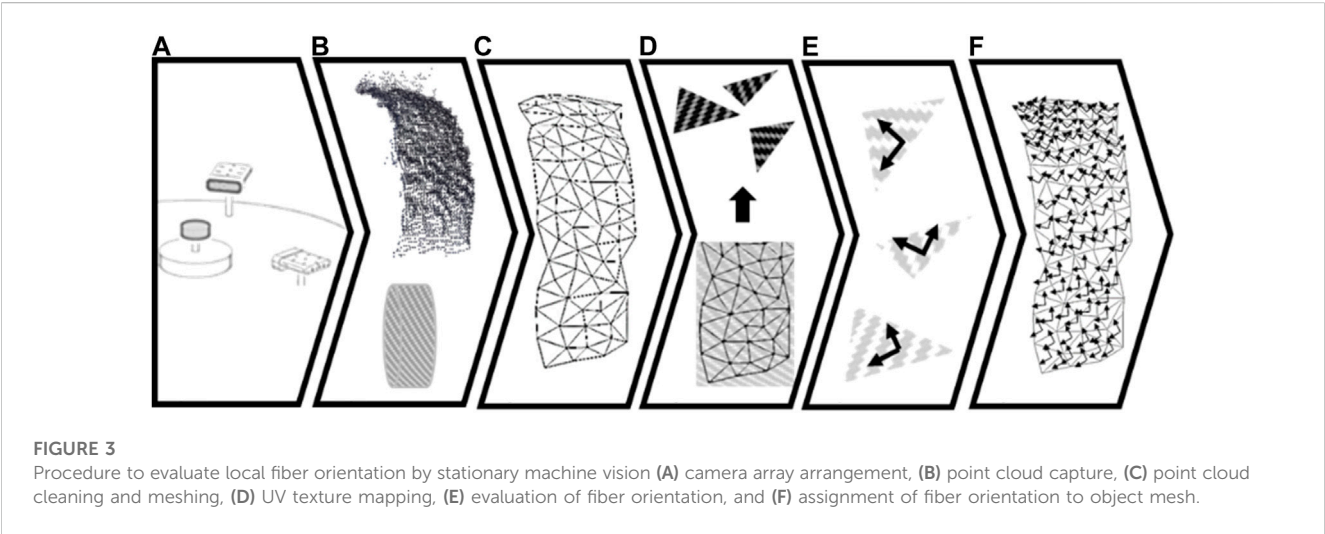 A B C D E F
FIGURE 3
Procedure to evaluate local fiber orientation by stationary machine vision (A) camera array arrangement, (B) point cloud capture, (C) point cloud
cleaning and meshing, (D) UV texture mapping, (E) evaluation of fiber orientation, and (F) assignment of fiber orientation to object mesh.